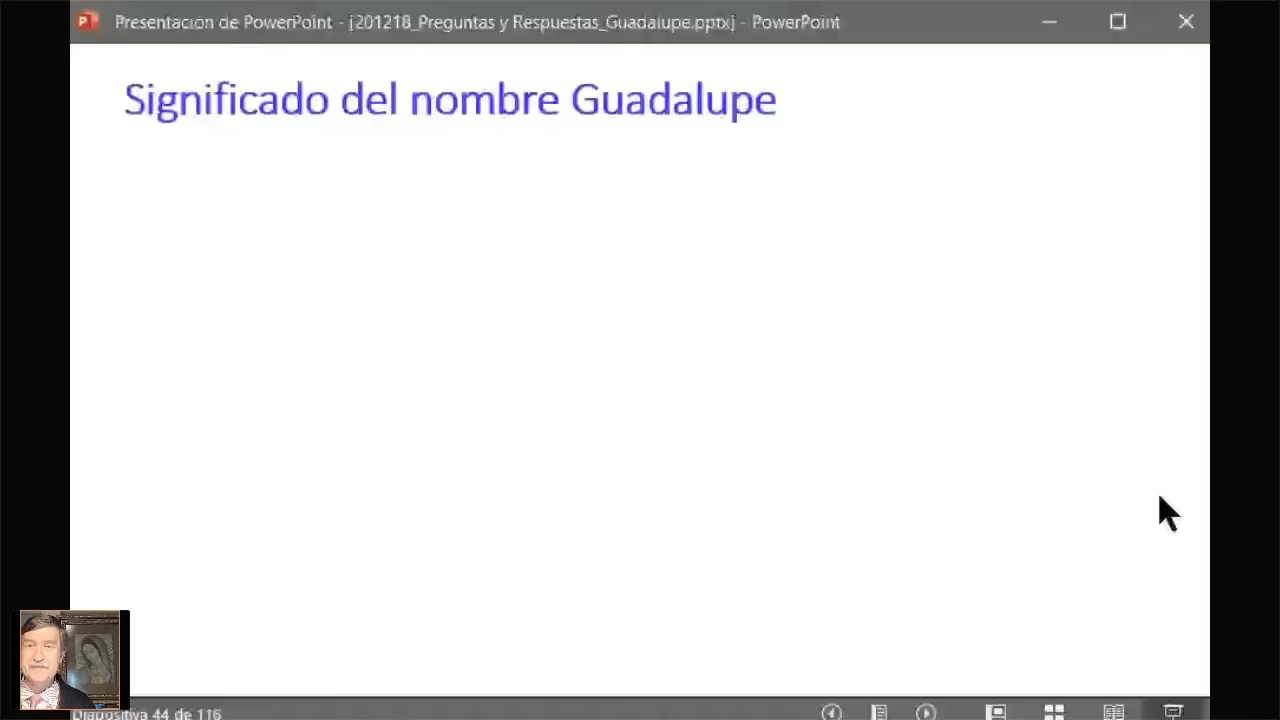 Presentación de PowerPoint - [201218_Preguntas y Respuestas_Guadalupe.pptx] - PowerPoint
Significado del nombre Guadalupe
Diapositiva 44 de 116